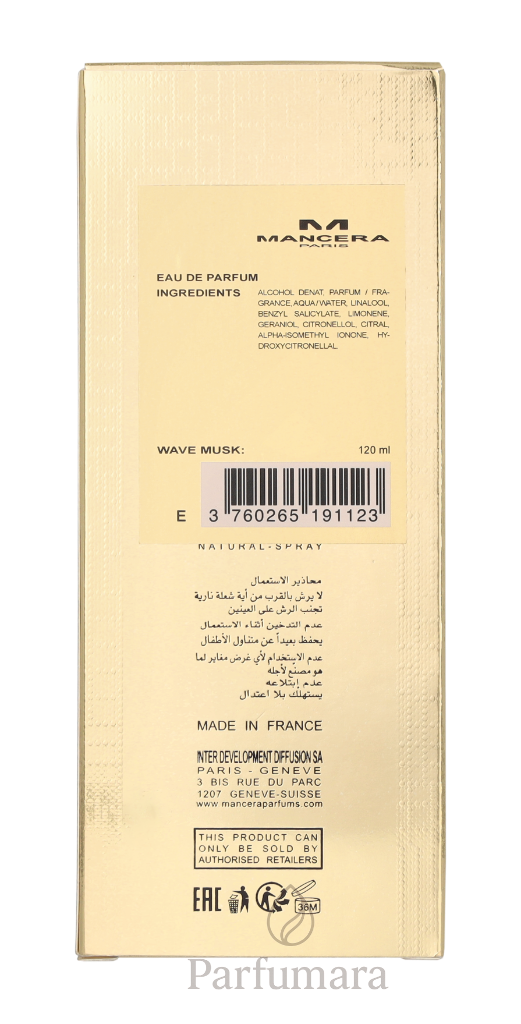 MANCERA
PARIS
EAU DE PARFUM
INGREDIENTS
ALCOHOL DENAT, PARFUM / FRA-
GRANCE, AQUA/WATER, LINALOOL,
BENZYL SALICYLATE, LIMONENE,
GERANIOL, CITRONELLOL, CITRAL,
ALPHA-ISOMETHYL IONONE, HY-
DROXYCITRONELLAL.
WAVE MUSK: 120 ml
E 3 760265 191123
NATURAL-SPRAY
محاذير الاستعمال
لا يرش بالقرب من أية شعلة نارية
تجنب الرش على العينين
عدم التدخين أثناء الاستعمال
يحفظ بعيداً عن متناول الأطفال
عدم الاستخدام لأي غرض مغاير لما
هو مصنّع لأجله
عدم إبتلاعه
يستهلك بلا اعتدال
MADE IN FRANCE
INTER DEVELOPMENT DIFFUSION SA
PARIS - GENEVE
3 BIS RUE DU PARC
1207 GENEVE-SUISSE
www.manceraparfums.com
THIS PRODUCT CAN
ONLY BE SOLD BY
AUTHORISED RETAILERS
EAC
36M
Parfumara